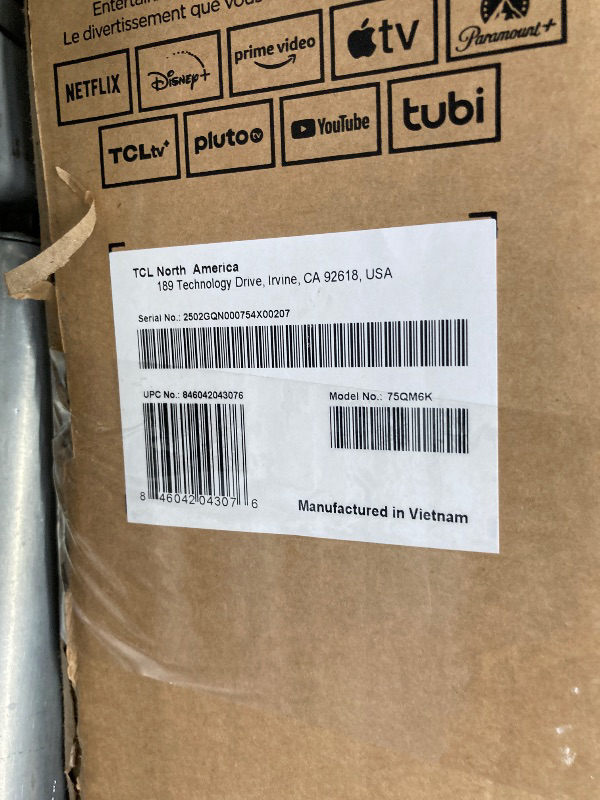 Entertai
Le divertissement que vous
NETFLIX
Disney+
prime video
tv
Paramount+
TCLtv+
pluto tv
YouTube
tubi
TCL North America
189 Technology Drive, Irvine, CA 92618, USA
Serial No.: 2502GQN000754X00207
UPC No.: 846042043076
Model No.: 75QM6K
8 46042 04307 6
Manufactured in Vietnam